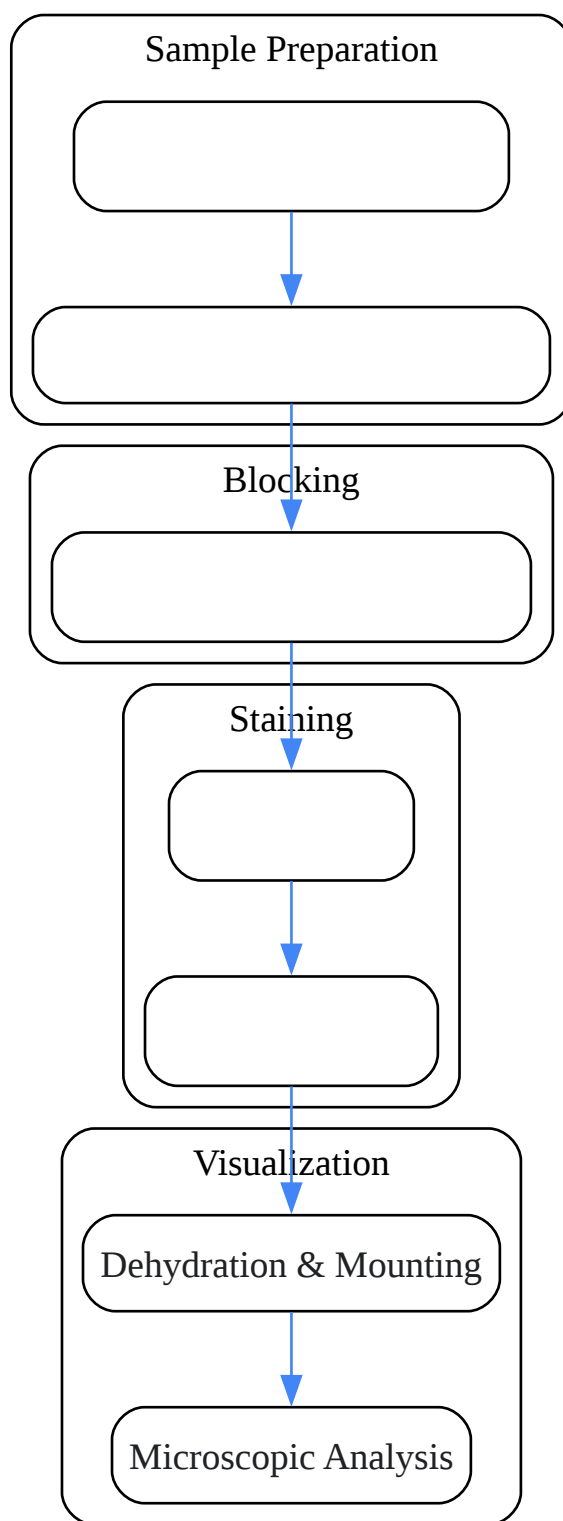 Sample Preparation
Blocking
Staining
Visualization
Dehydration & Mounting
Microscopic Analysis